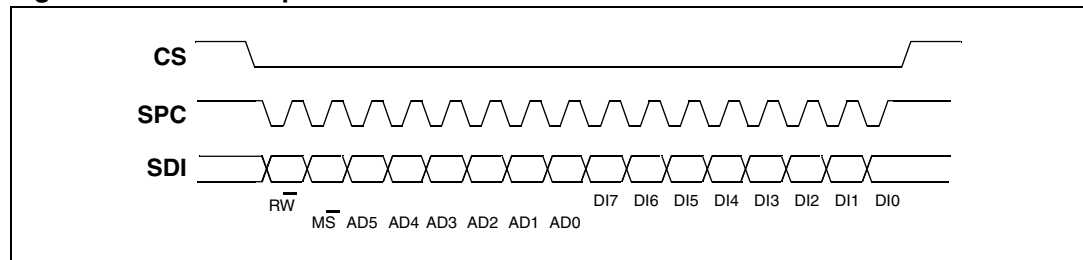 CS
SPC
SDI
RW̅
DI7 DI6 DI5 DI4 DI3 DI2 DI1 DI0
MS̅ AD5 AD4 AD3 AD2 AD1 AD0